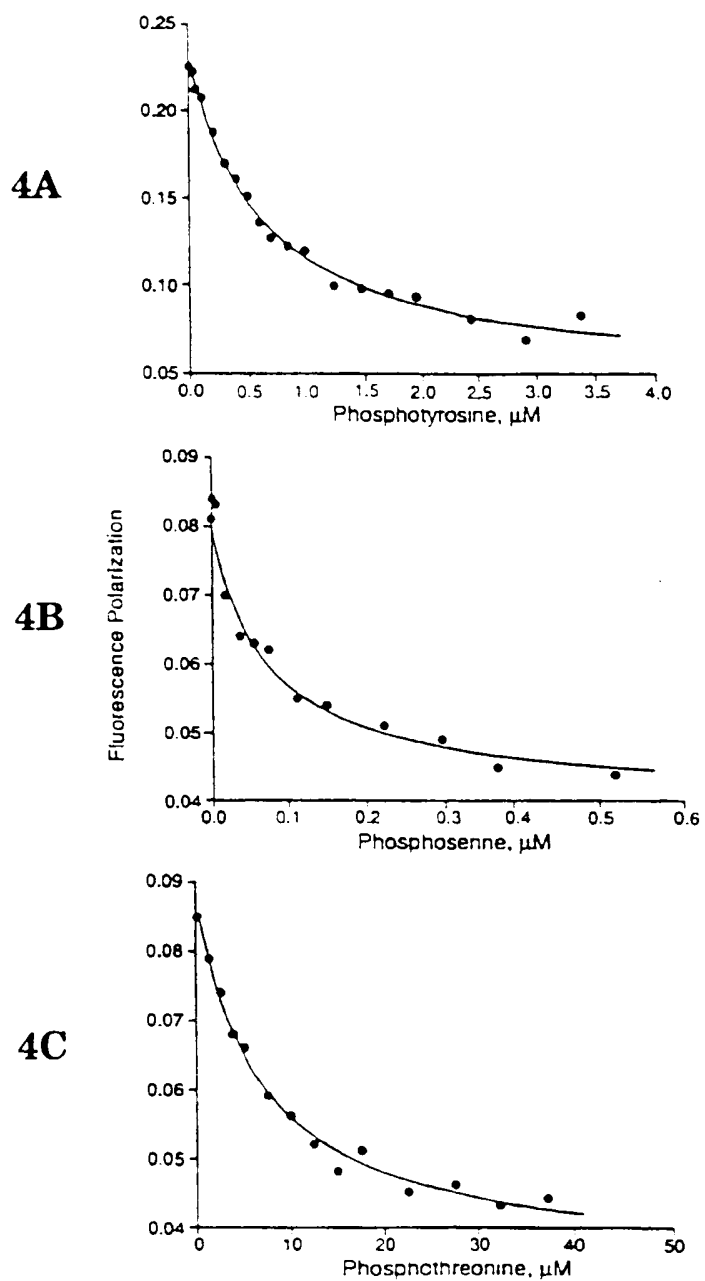 4A
0.25
0.20
0.15
0.10
0.05
0.0 0.5 1.0 1.5 2.0 2.5 3.0 3.5 4.0
Phosphotyrosine, μM
4B
Fluorescence Polarization
0.09
0.08
0.07
0.06
0.05
0.04
0.0 0.1 0.2 0.3 0.4 0.5 0.6
Phosphosenne, μM
4C
0.09
0.08
0.07
0.06
0.05
0.04
0 10 20 30 40 50
Phosphothreonine, μM